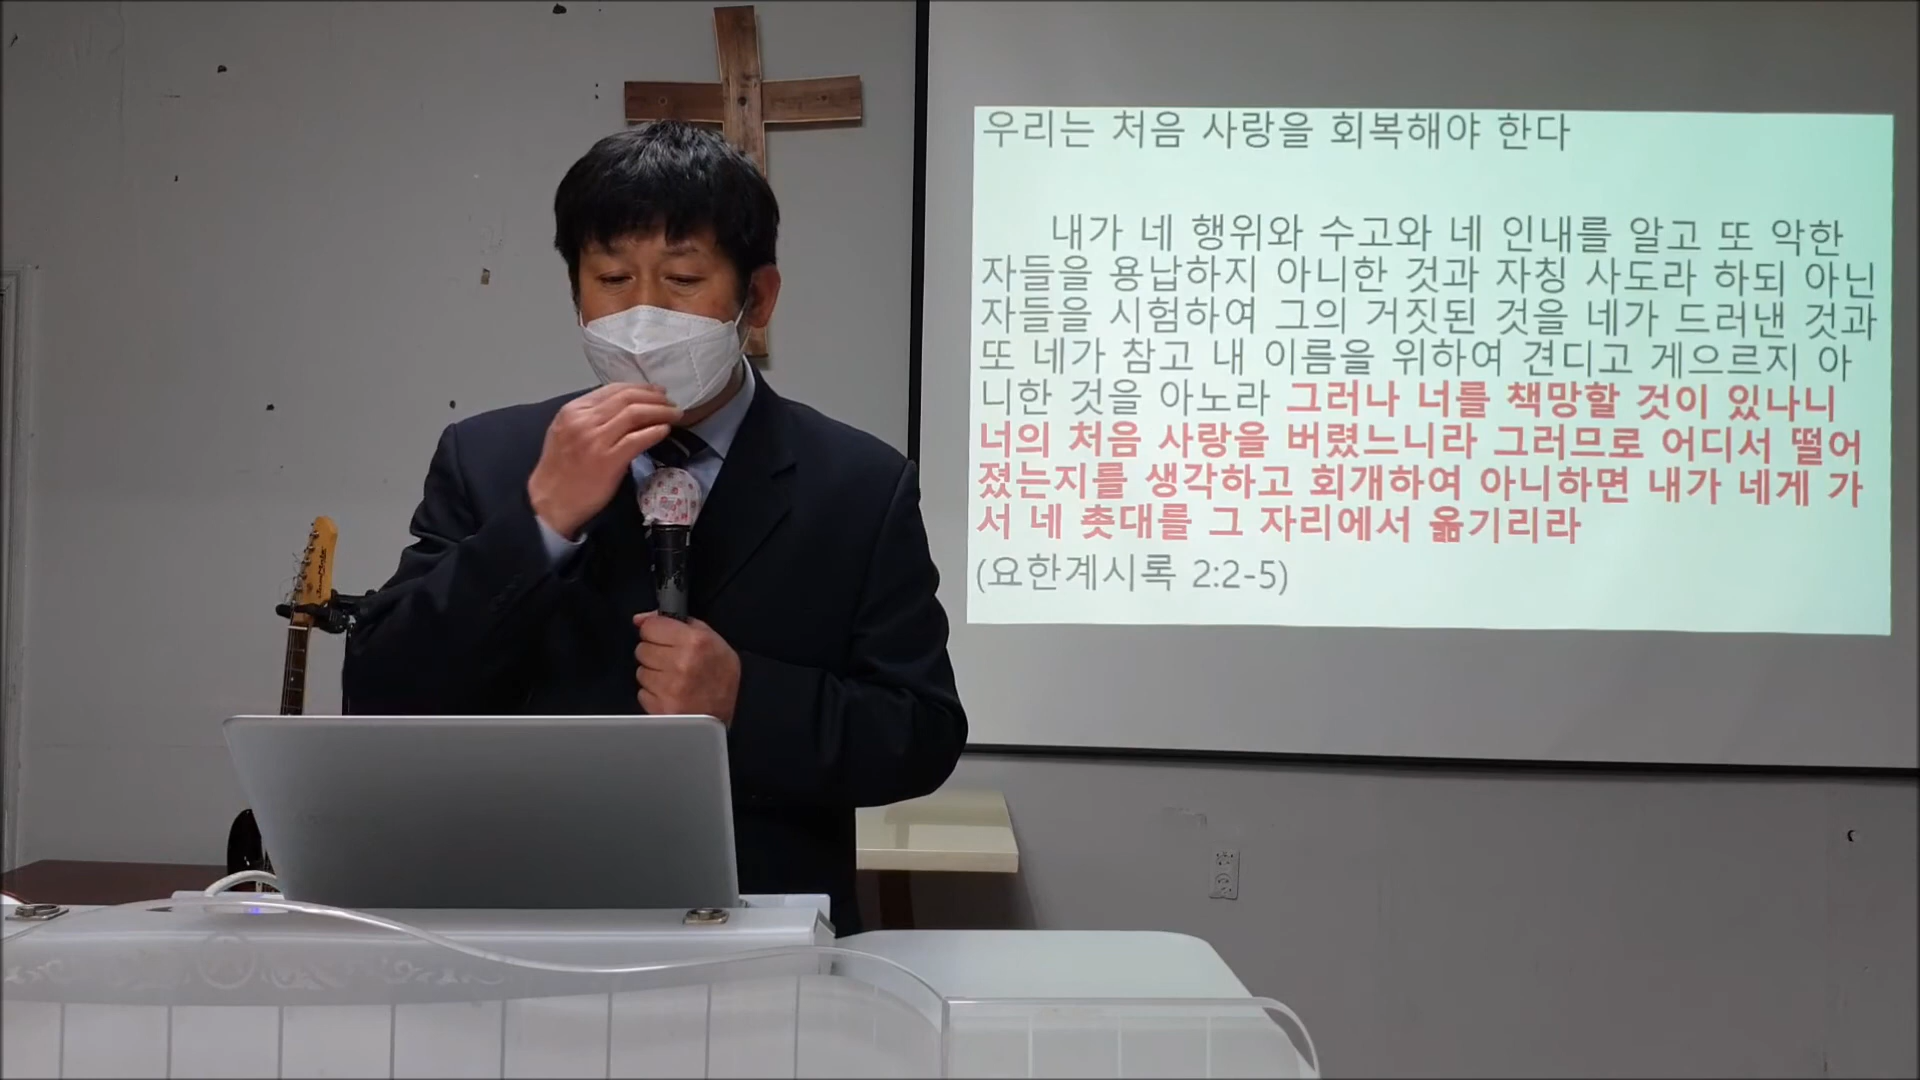 우리는 처음 사랑을 회복해야 한다
내가 네 행위와 수고와 네 인내를 알고 또 악한
자들을 용납하지 아니한 것과 자칭 사도라 하되 아닌
자들을 시험하여 그의 거짓된 것을 네가 드러낸 것과
또 네가 참고 내 이름을 위하여 견디고 게으르지 아
니한 것을 아노라 그러나 너를 책망할 것이 있나니
너의 처음 사랑을 버렸느니라 그러므로 어디서 떨어
졌는지를 생각하고 회개하여 아니하면 내가 네게 가
서 네 촛대를 그 자리에서 옮기리라
(요한계시록 2:2-5)